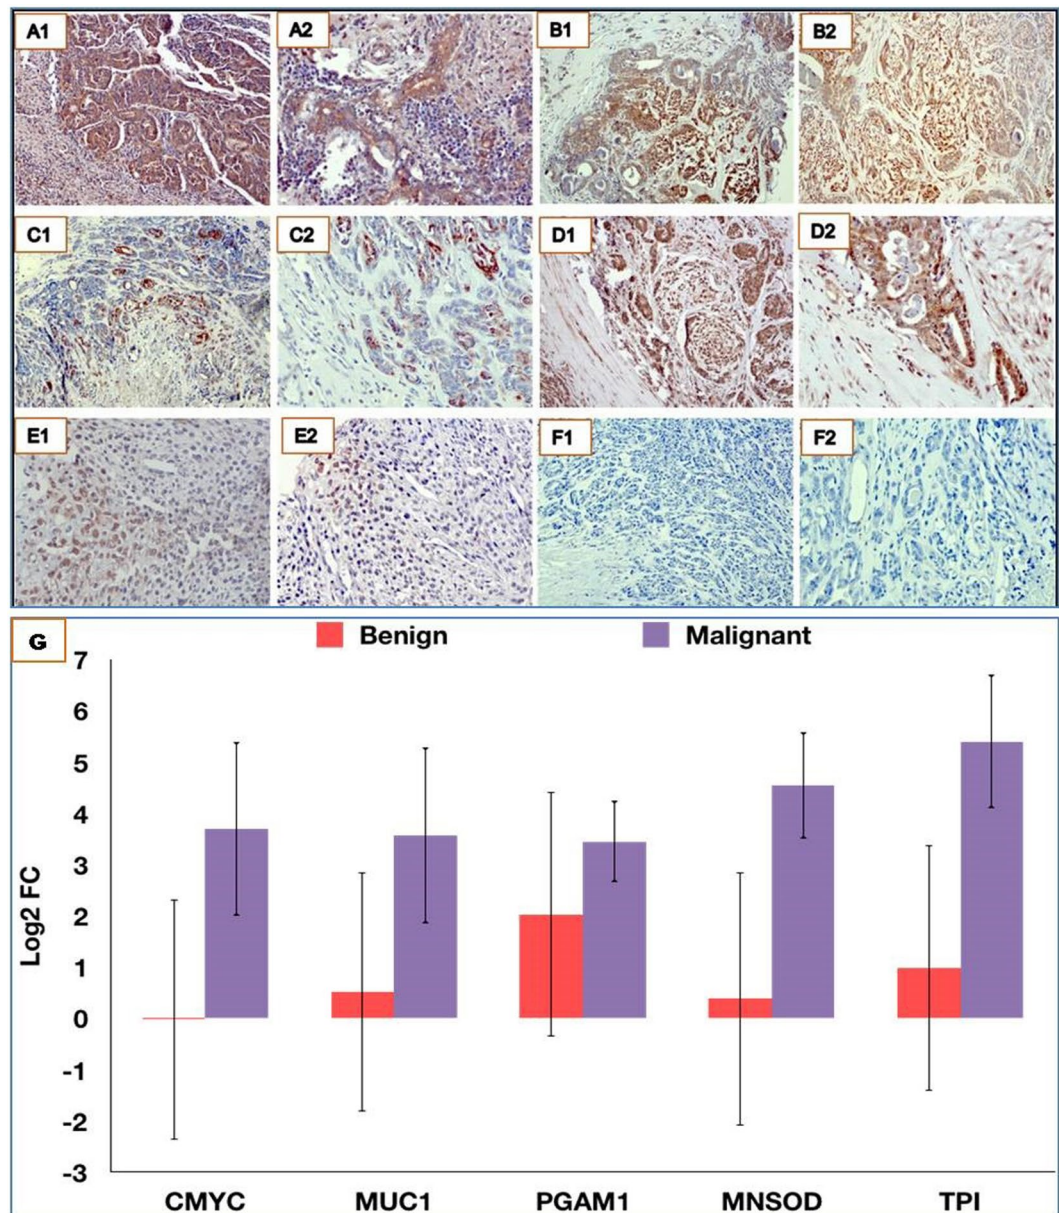 A1 A2 B1 B2
C1 C2 D1 D2
E1 E2 F1 F2
G
Benign Malignant
7
6
5
4
3
2
1
0
-1
-2
-3
Log2 FC
CMYC MUC1 PGAM1 MNSOD TPI